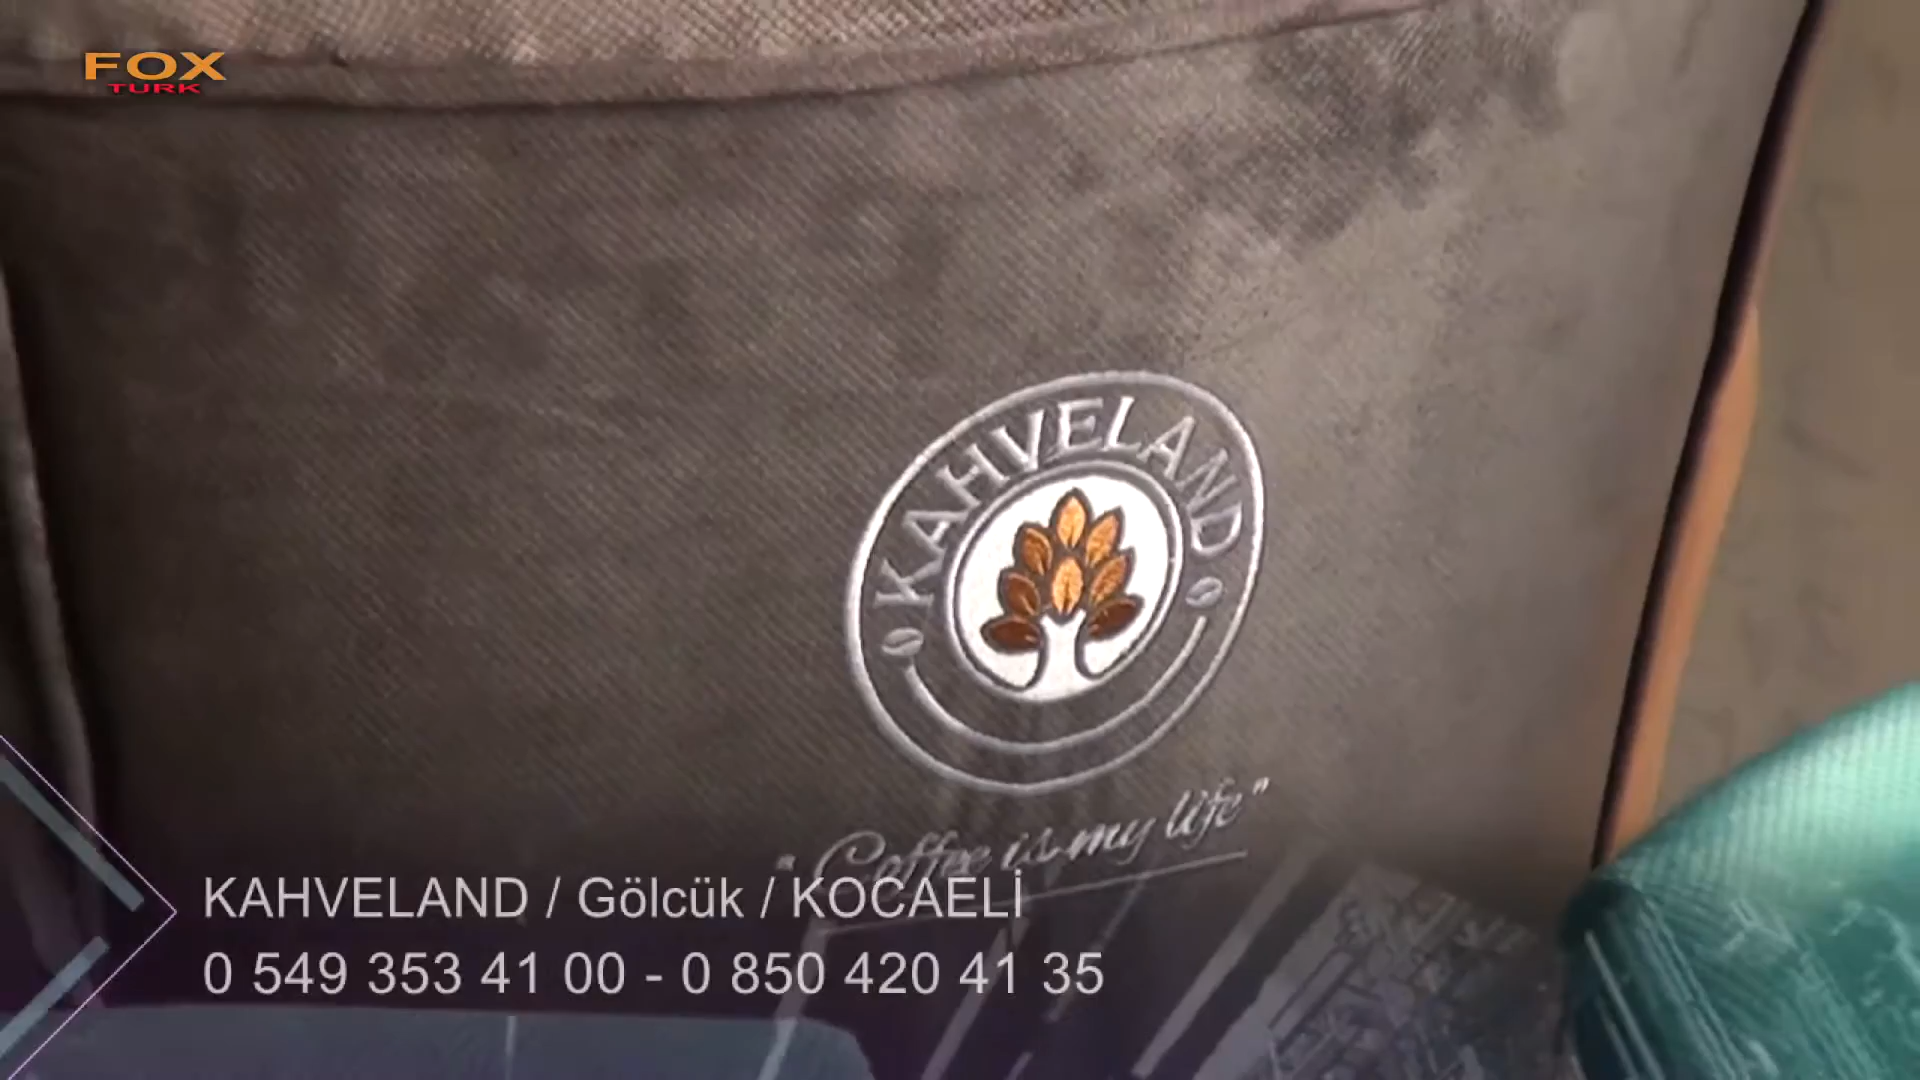 FOX
TURK
KAHVELAND
"Coffee is my life"
KAHVELAND / Gölcük / KOCAELİ
0 549 353 41 00 - 0 850 420 41 35